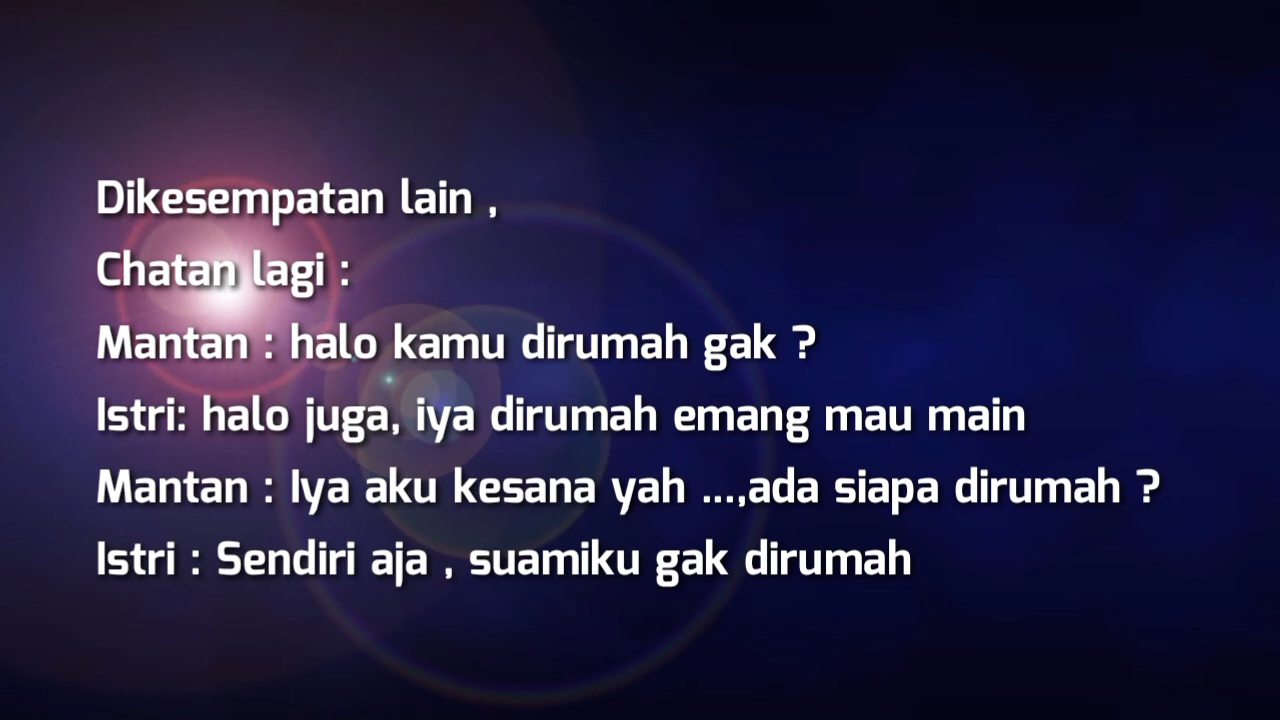 Dikesempatan lain ,
Chatan lagi :
Mantan : halo kamu dirumah gak ?
Istri: halo juga, iya dirumah emang mau main
Mantan : Iya aku kesana yah ...,ada siapa dirumah ?
Istri : Sendiri aja , suamiku gak dirumah